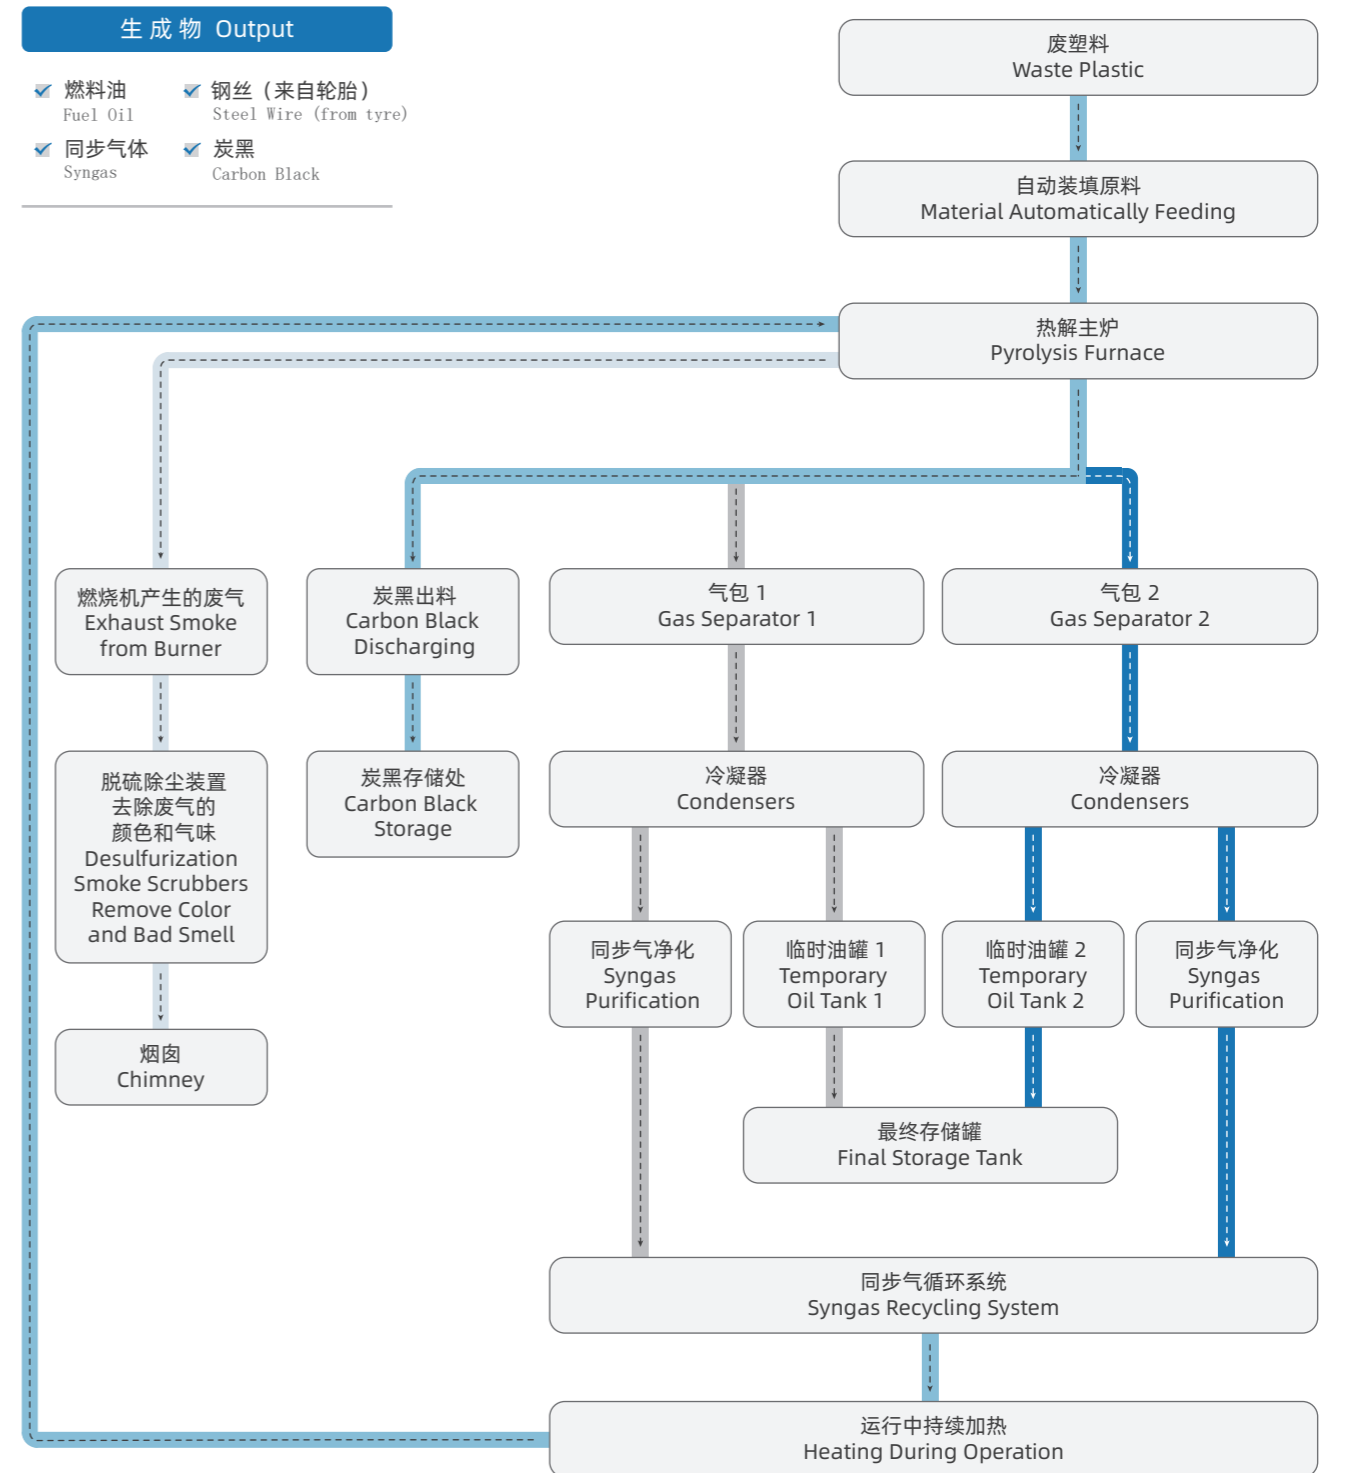 生成物 Output
燃料油
Fuel Oil
钢丝（来自轮胎）
Steel Wire (from tyre)
同步气体
Syngas
炭黑
Carbon Black
废塑料
Waste Plastic
自动装填原料
Material Automatically Feeding
热解主炉
Pyrolysis Furnace
燃烧机产生的废气
Exhaust Smoke
from Burner
炭黑出料
Carbon Black
Discharging
气包 1
Gas Separator 1
气包 2
Gas Separator 2
脱硫除尘装置
去除废气的
颜色和气味
Desulfurization
Smoke Scrubbers
Remove Color
and Bad Smell
炭黑存储处
Carbon Black
Storage
冷凝器
Condensers
冷凝器
Condensers
同步气净化
Syngas
Purification
临时油罐 1
Temporary
Oil Tank 1
临时油罐 2
Temporary
Oil Tank 2
同步气净化
Syngas
Purification
烟囱
Chimney
最终存储罐
Final Storage Tank
同步气循环系统
Syngas Recycling System
运行中持续加热
Heating During Operation